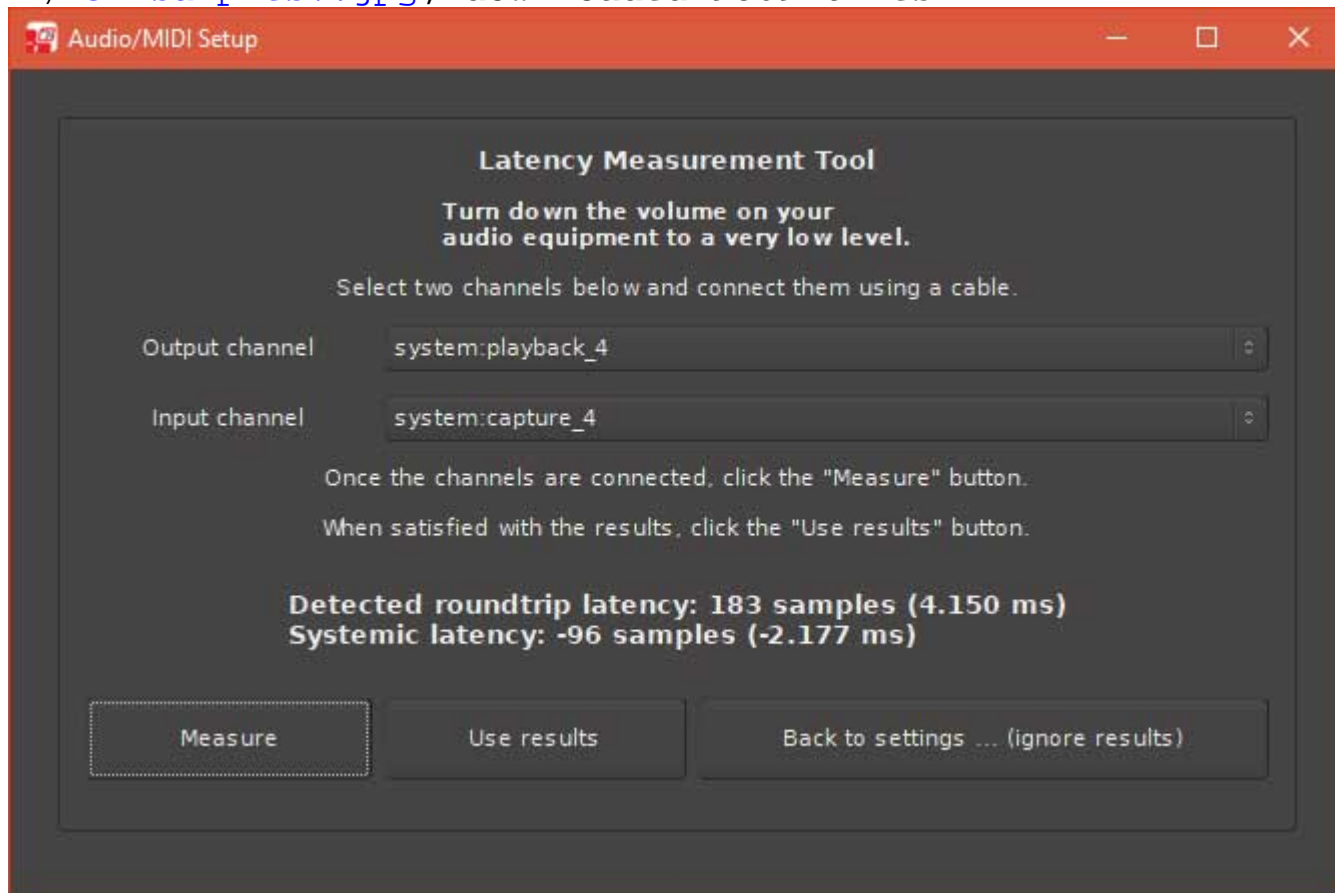 Audio/MIDI Setup
Latency Measurement Tool
Turn down the volume on your
audio equipment to a very low level.
Select two channels below and connect them using a cable.
Output channel system:playback_4
Input channel system:capture_4
Once the channels are connected, click the "Measure" button.
When satisfied with the results, click the "Use results" button.
Detected roundtrip latency: 183 samples (4.150 ms)
Systemic latency: -96 samples (-2.177 ms)
Measure Use results Back to settings ... (ignore results)